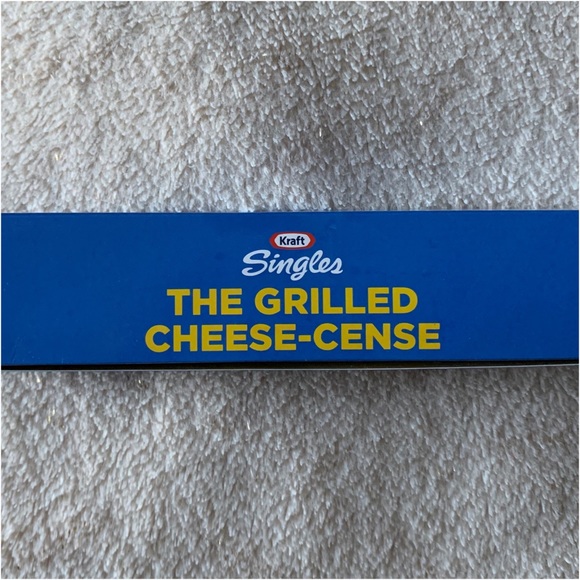 Kraft
Singles
THE GRILLED
CHEESE-CENSE